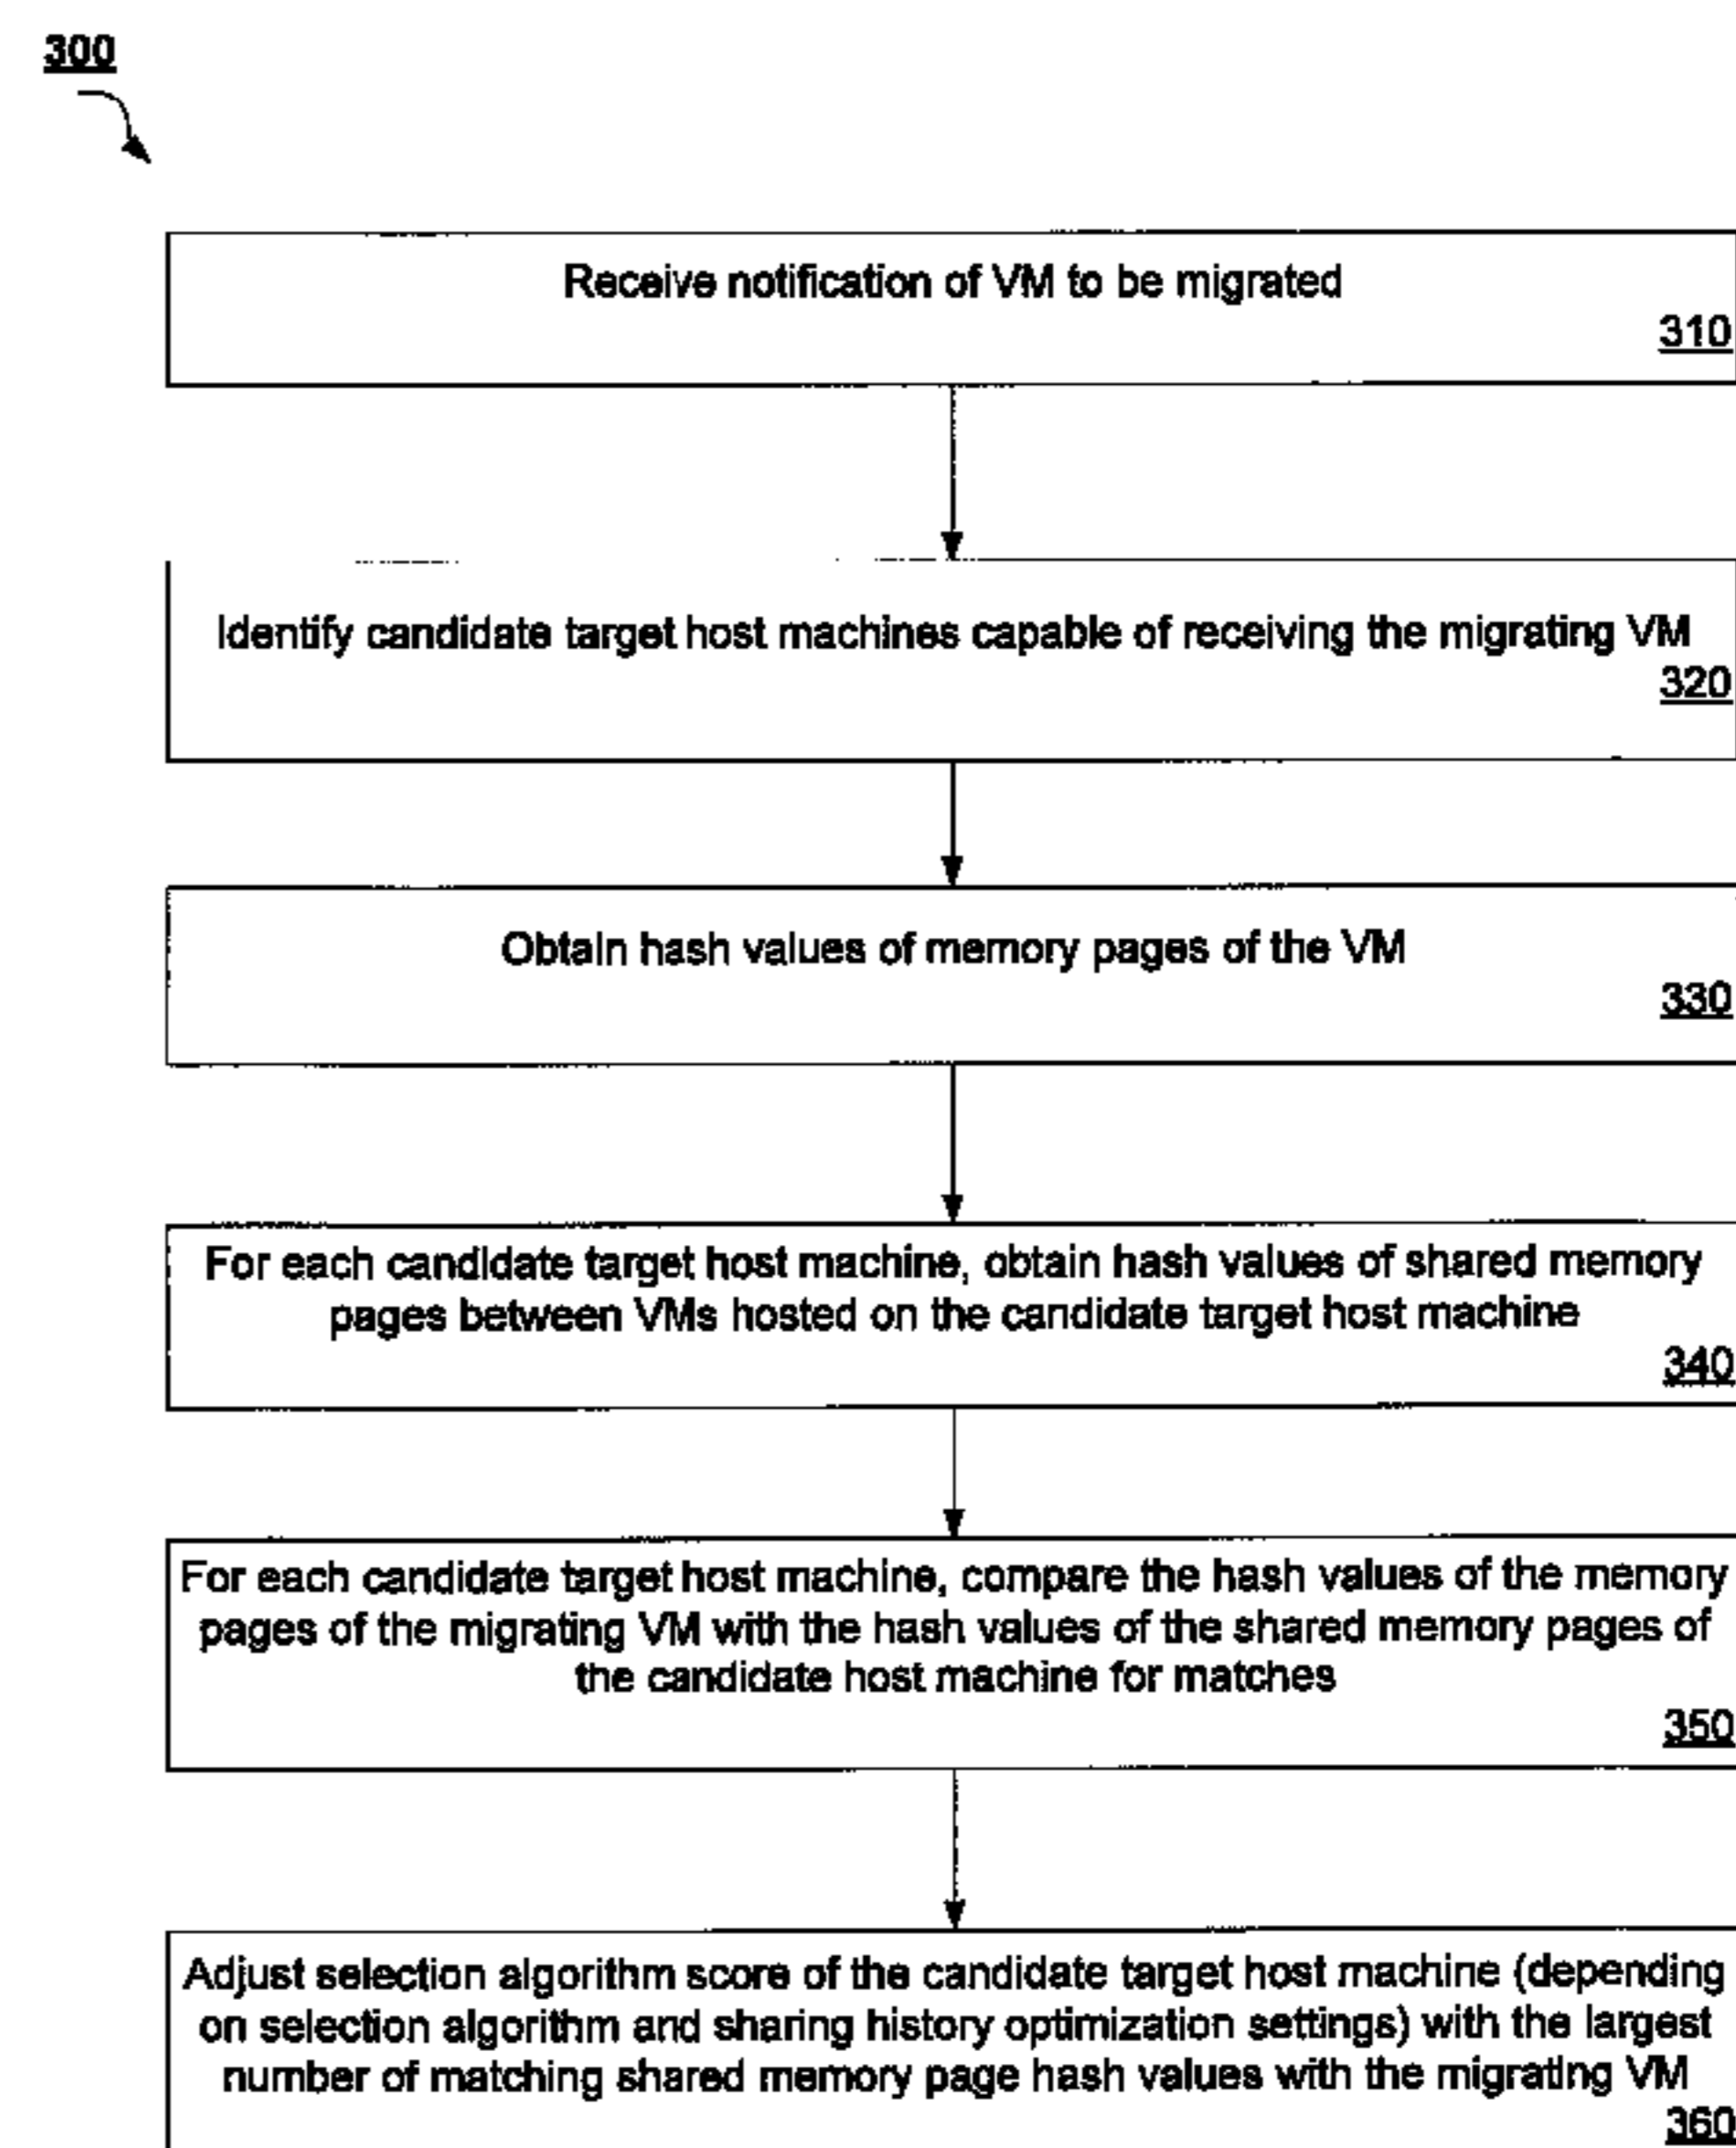 300
Receive notification of VM to be migrated
310
Identify candidate target host machines capable of receiving the migrating VM
320
Obtain hash values of memory pages of the VM
330
For each candidate target host machine, obtain hash values of shared memory
pages between VMs hosted on the candidate target host machine
340
For each candidate target host machine, compare the hash values of the memory
pages of the migrating VM with the hash values of the shared memory pages of
the candidate host machine for matches
350
Adjust selection algorithm score of the candidate target host machine (depending
on selection algorithm and sharing history optimization settings) with the largest
number of matching shared memory page hash values with the migrating VM
360